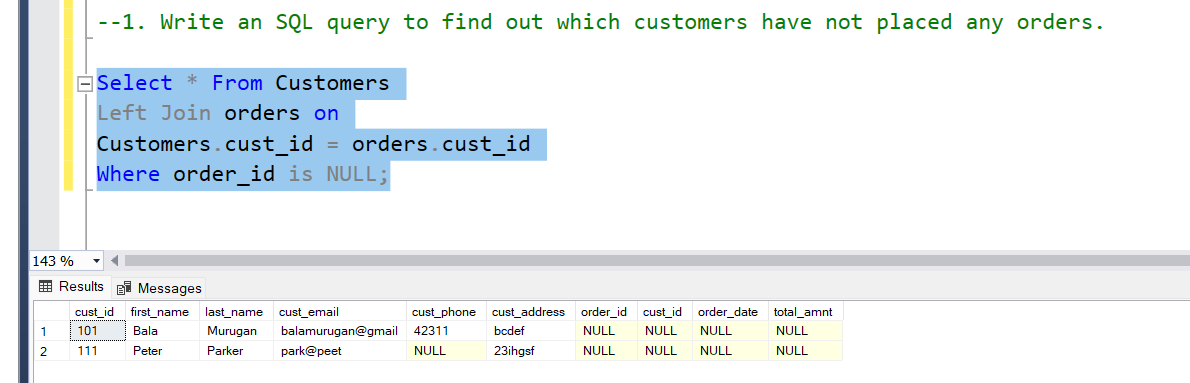 --1. Write an SQL query to find out which customers have not placed any orders.
Select * From Customers
Left Join orders on
Customers.cust_id = orders.cust_id
Where order_id is NULL;
143 %
Results Messages
cust_id first_name last_name cust_email cust_phone cust_address order_id cust_id order_date total_amnt
1 101 Bala Murugan balamurugan@gmail 42311 bcdef NULL NULL NULL NULL
2 111 Peter Parker park@peet NULL 23ihgsf NULL NULL NULL NULL